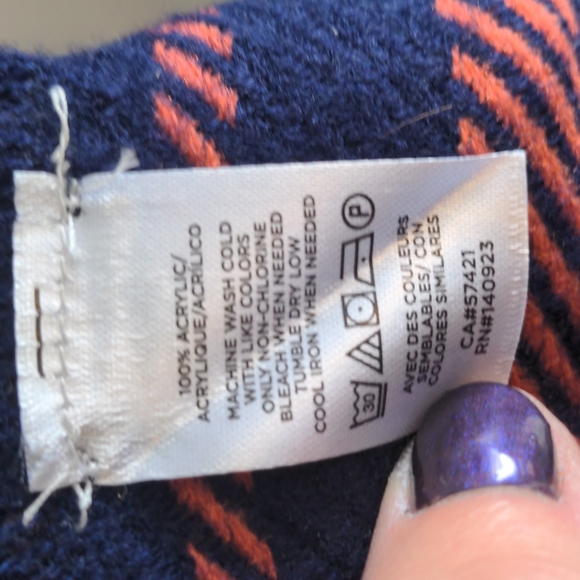 100% ACRYLIC/
ACRYLIQUE/ACRÍLICO
MACHINE WASH COLD
WITH LIKE COLORS
ONLY NON-CHLORINE
BLEACH WHEN NEEDED
TUMBLE DRY LOW
COOL IRON WHEN NEEDED
30
P
AVEC DES COULEURS
SEMBLABLES/ CON
COLORES SIMILARES
CA#57421
RN#140923